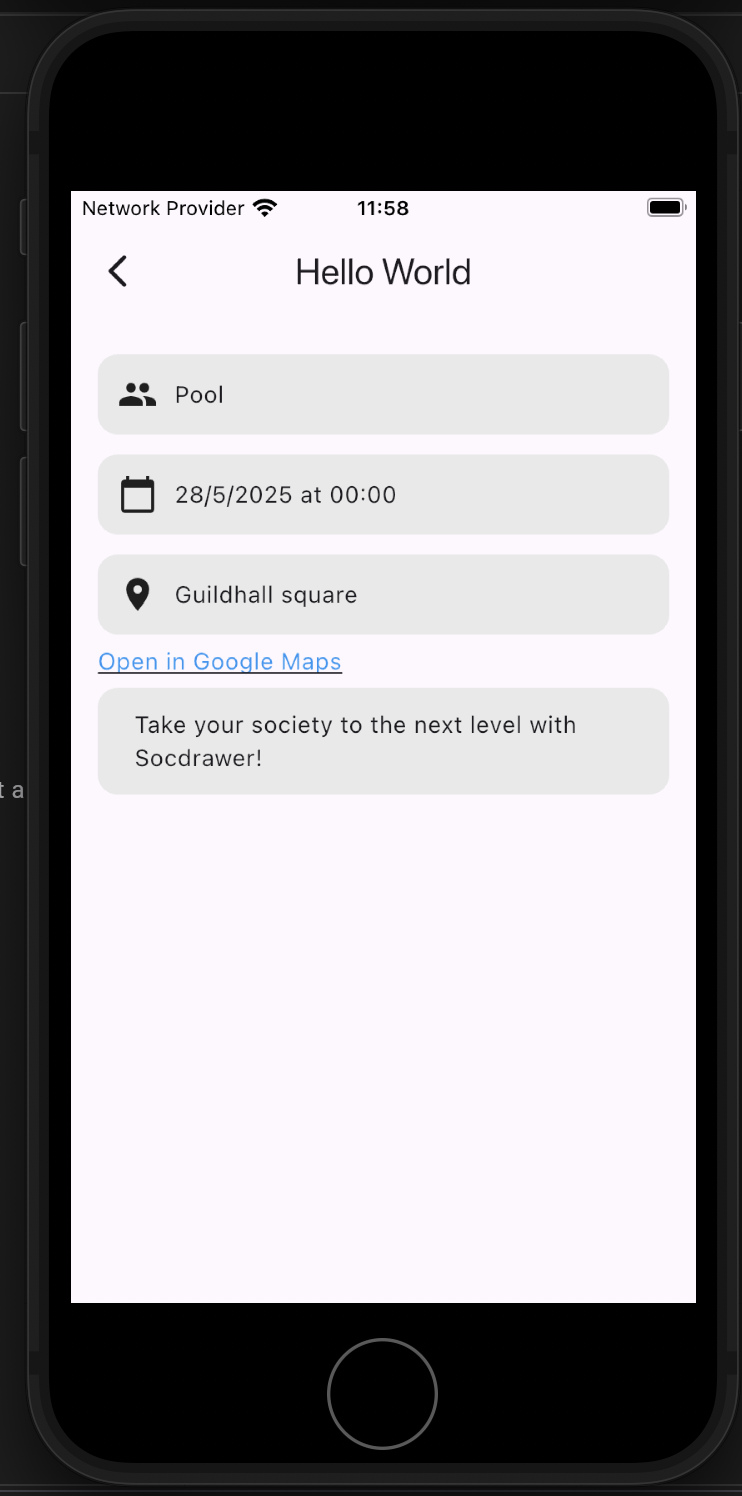 Network Provider 11:58
Hello World
Pool
28/5/2025 at 00:00
Guildhall square
Open in Google Maps
Take your society to the next level with
Socdrawer!
t a